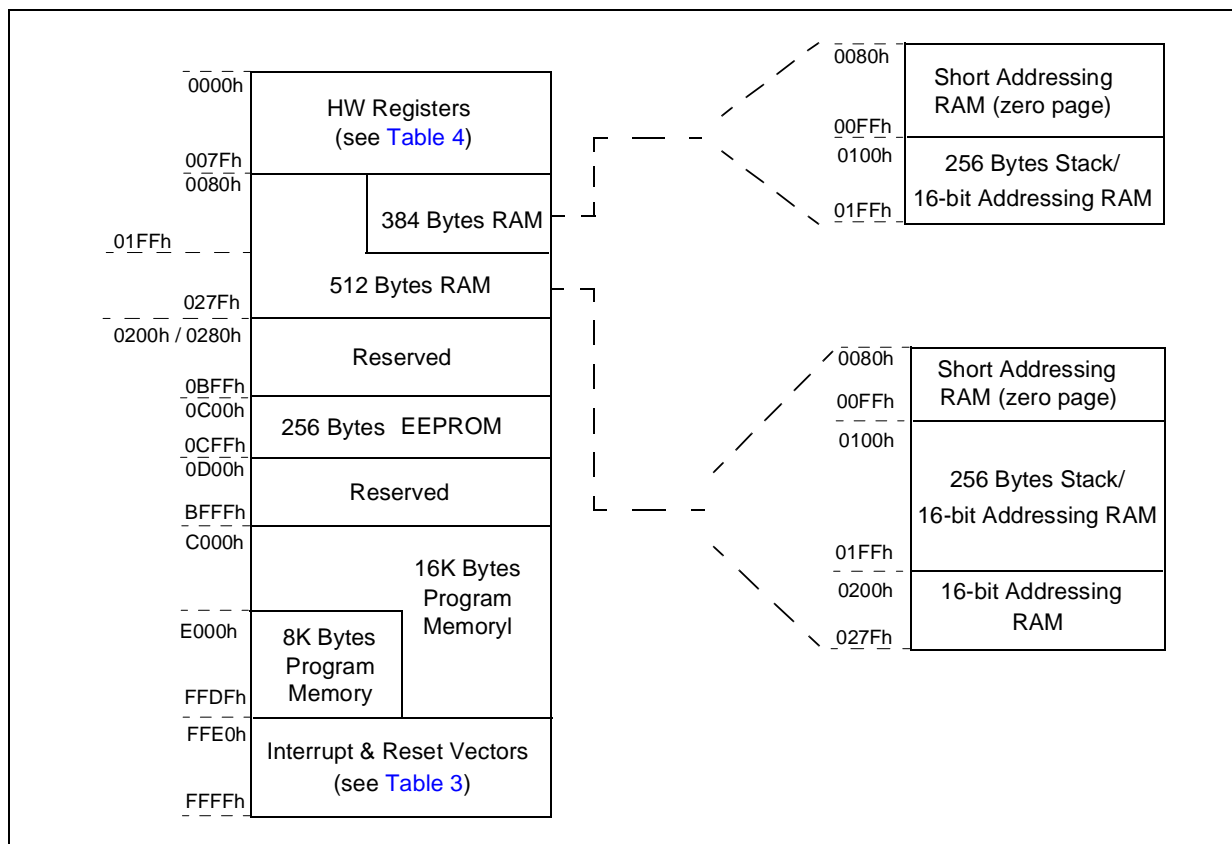 0000h
HW Registers
(see Table 4)
007Fh
0080h
384 Bytes RAM
01FFh
512 Bytes RAM
027Fh
0200h / 0280h
Reserved
0BFFh
0C00h
256 Bytes EEPROM
0CFFh
0D00h
Reserved
BFFFh
C000h
16K Bytes
Program
Memoryl
E000h
8K Bytes
Program
Memory
FFDFh
FFE0h
Interrupt & Reset Vectors
(see Table 3)
FFFFh
0080h
Short Addressing
RAM (zero page)
00FFh
0100h
256 Bytes Stack/
16-bit Addressing RAM
01FFh
0080h
Short Addressing
RAM (zero page)
00FFh
0100h
256 Bytes Stack/
16-bit Addressing RAM
01FFh
0200h
16-bit Addressing
RAM
027Fh